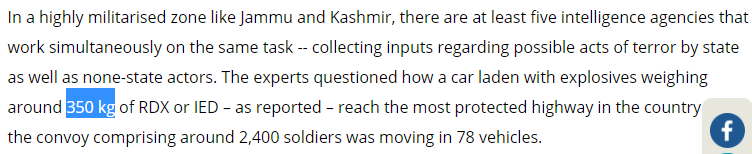 In a highly militarised zone like Jammu and Kashmir, there are at least five intelligence agencies that
work simultaneously on the same task -- collecting inputs regarding possible acts of terror by state
as well as none-state actors. The experts questioned how a car laden with explosives weighing
around 350 kg of RDX or IED – as reported – reach the most protected highway in the country
the convoy comprising around 2,400 soldiers was moving in 78 vehicles.
f